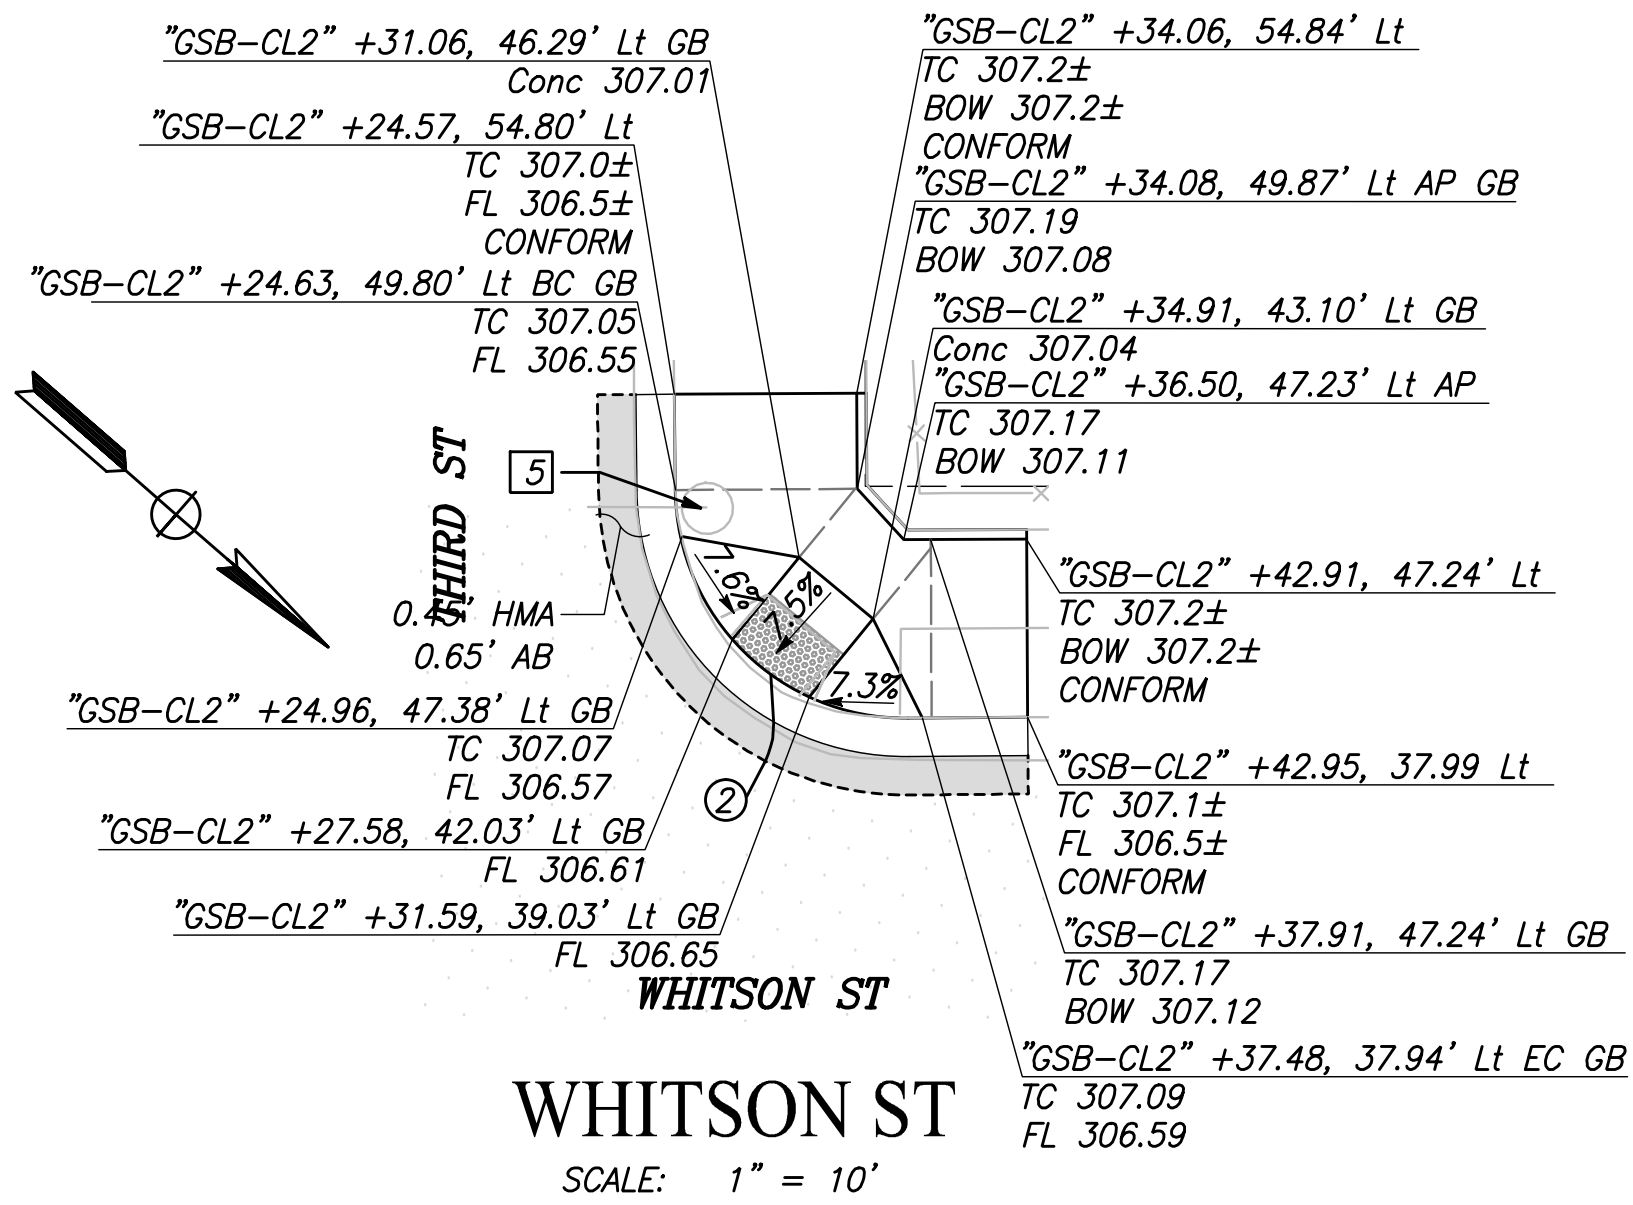 "GSB-CL2" +31.06, 46.29' Lt GB
Conc 307.01
"GSB-CL2" +24.57, 54.80' Lt
TC 307.0±
FL 306.5±
CONFORM
"GSB-CL2" +24.63, 49.80' Lt BC GB
TC 307.05
FL 306.55
"GSB-CL2" +34.06, 54.84' Lt
TC 307.2±
BOW 307.2±
CONFORM
"GSB-CL2" +34.08, 49.87' Lt AP GB
TC 307.19
BOW 307.08
"GSB-CL2" +34.91, 43.10' Lt GB
Conc 307.04
"GSB-CL2" +36.50, 47.23' Lt AP
TC 307.17
BOW 307.11
5
THIRD ST
7.6%
7.5%
7.3%
0.45' HMA
0.65' AB
"GSB-CL2" +24.96, 47.38' Lt GB
TC 307.07
FL 306.57
2
"GSB-CL2" +27.58, 42.03' Lt GB
FL 306.61
"GSB-CL2" +31.59, 39.03' Lt GB
FL 306.65
"GSB-CL2" +42.91, 47.24' Lt
TC 307.2±
BOW 307.2±
CONFORM
"GSB-CL2" +42.95, 37.99 Lt
TC 307.1±
FL 306.5±
CONFORM
"GSB-CL2" +37.91, 47.24' Lt GB
TC 307.17
BOW 307.12
"GSB-CL2" +37.48, 37.94' Lt EC GB
TC 307.09
FL 306.59
WHITSON ST
WHITSON ST
SCALE: 1" = 10'